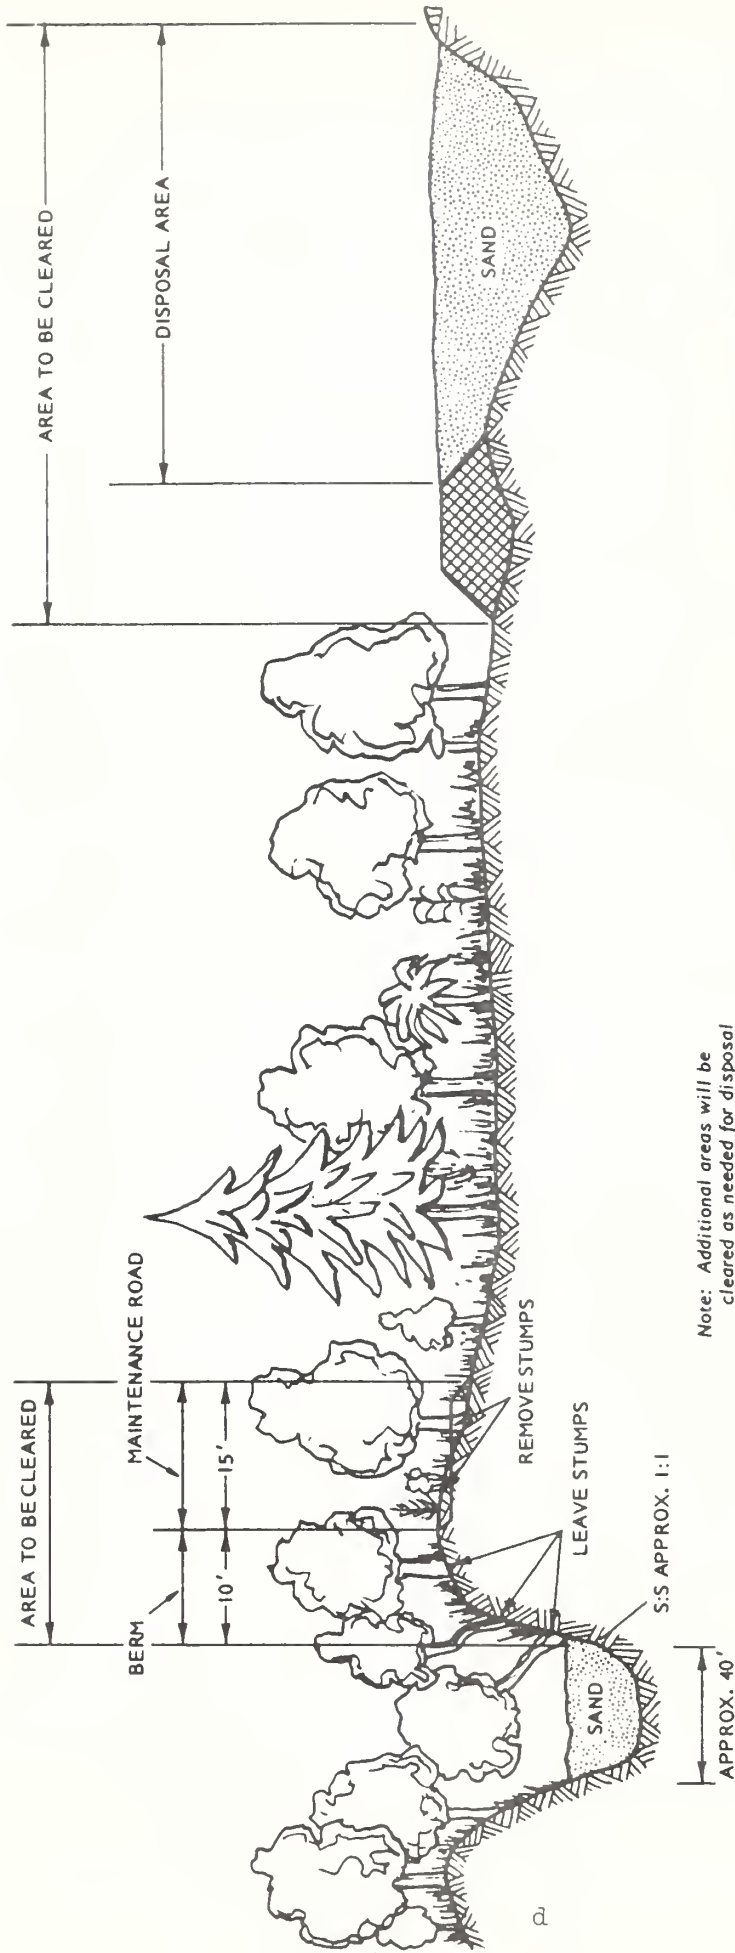 AREA TO BE CLEARED
DISPOSAL AREA
SAND
AREA TO BE CLEARED
BERM
MAINTENANCE ROAD
10'
15'
REMOVE STUMPS
LEAVE STUMPS
S:S APPROX. 1:1
SAND
APPROX. 40'
Note: Additional areas will be
cleared as needed for disposal
d